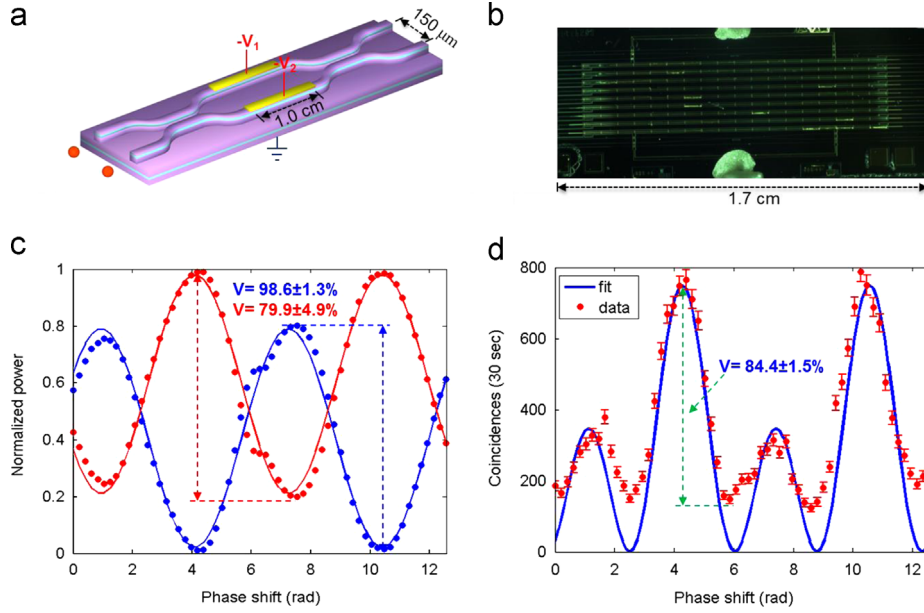 a
-V1
-V2
150 μm
1.0 cm
b
1.7 cm
c
V= 98.6±1.3%
V= 79.9±4.9%
1
0.8
0.6
0.4
0.2
0
0 2 4 6 8 10 12
Normalized power
Phase shift (rad)
d
fit
data
V= 84.4±1.5%
800
600
400
200
0
0 2 4 6 8 10 12
Coincidences (30 sec)
Phase shift (rad)